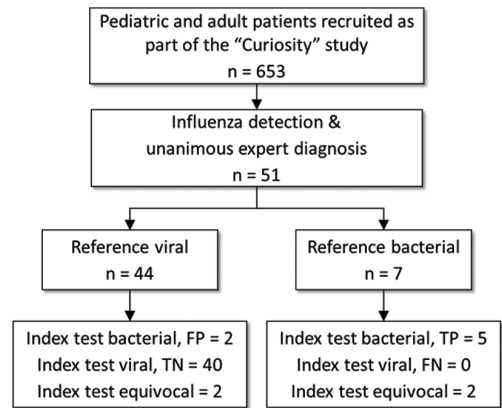 Pediatric and adult patients recruited as
part of the “Curiosity” study
n = 653
Influenza detection &
unanimous expert diagnosis
n = 51
Reference viral
n = 44
Reference bacterial
n = 7
Index test bacterial, FP = 2
Index test viral, TN = 40
Index test equivocal = 2
Index test bacterial, TP = 5
Index test viral, FN = 0
Index test equivocal = 2